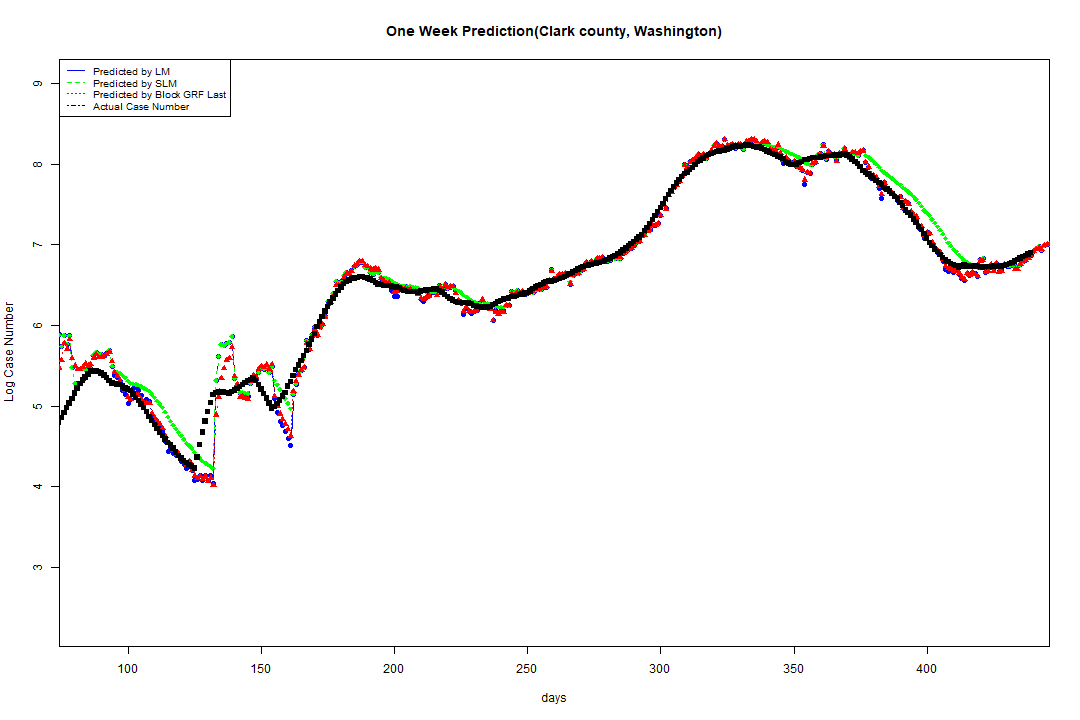 One Week Prediction(Clark county, Washington)
Predicted by LM
Predicted by SLM
Predicted by Block GRF Last
Actual Case Number
9
8
7
6
5
4
3
Log Case Number
100 150 200 250 300 350 400
days